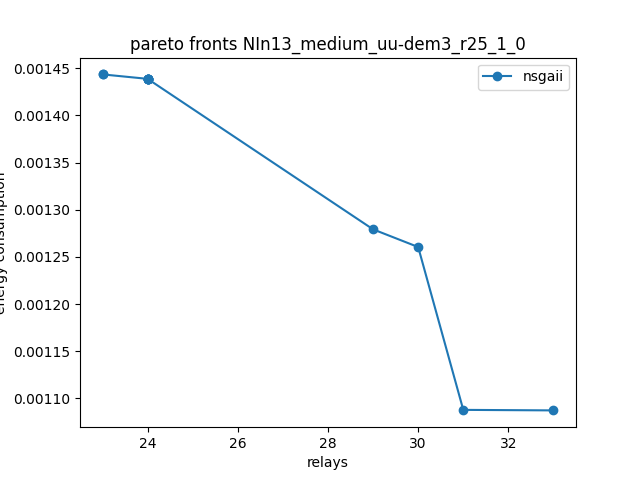 pareto fronts NIn13_medium_uu-dem3_r25_1_0
nsgaii
0.00145
0.00140
0.00135
0.00130
0.00125
0.00120
0.00115
0.00110
energy consumption
24 26 28 30 32
relays